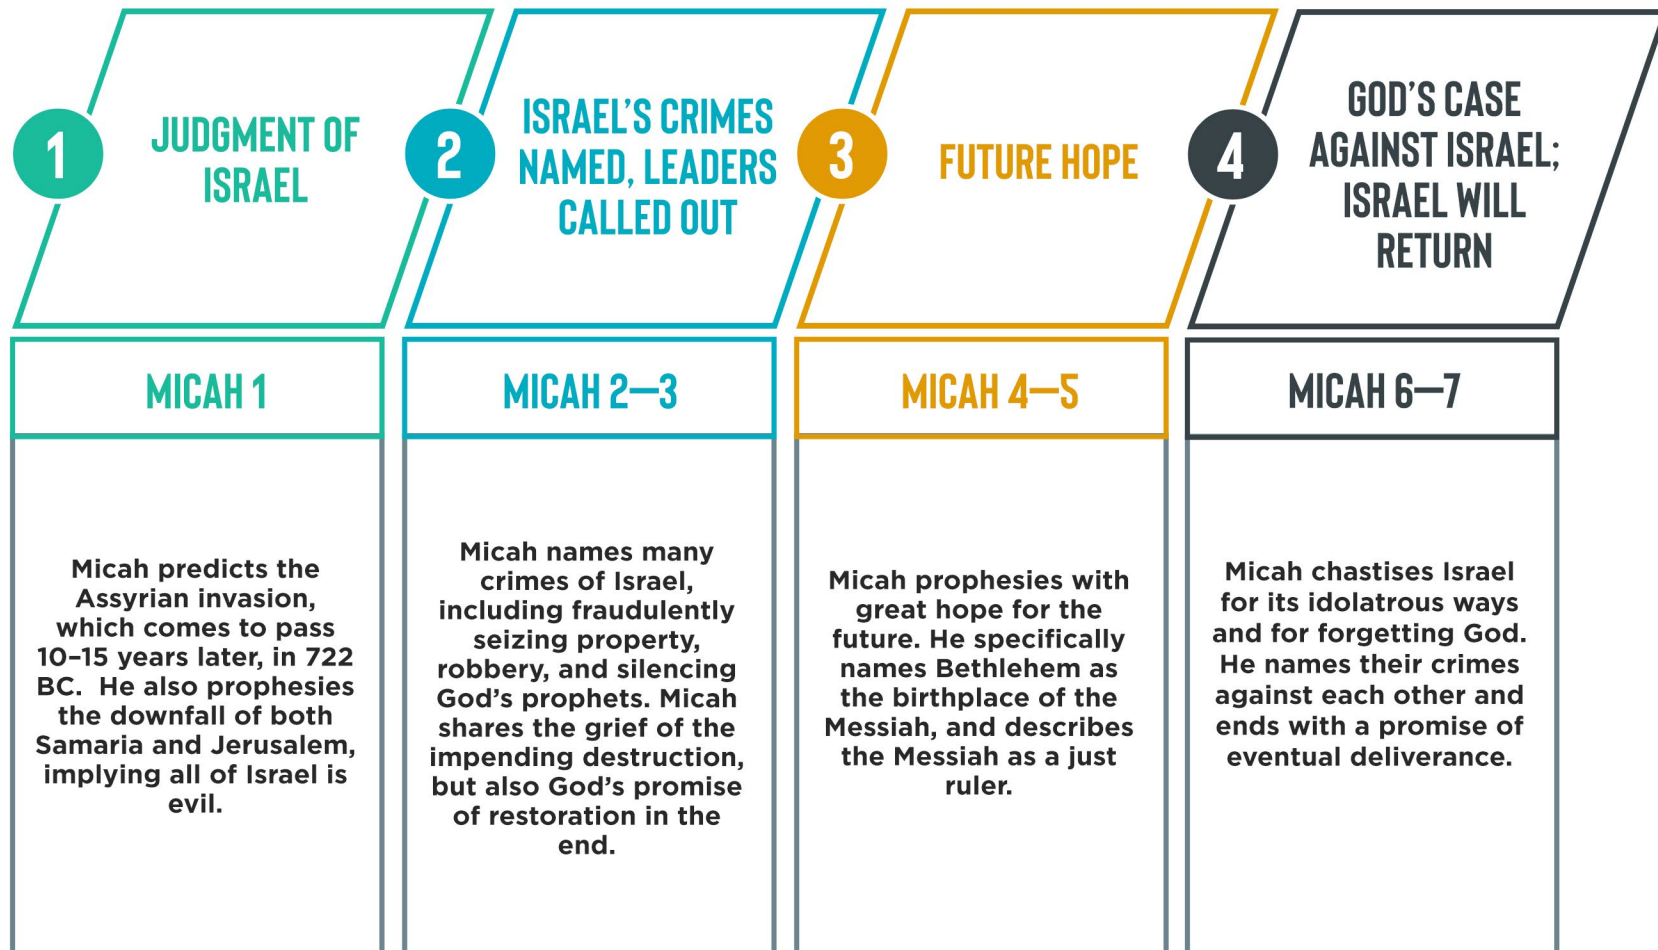 1
JUDGMENT OF
ISRAEL
MICAH 1
Micah predicts the
Assyrian invasion,
which comes to pass
10–15 years later, in 722
BC.  He also prophesies
the downfall of both
Samaria and Jerusalem,
implying all of Israel is
evil.
2
ISRAEL’S CRIMES
NAMED, LEADERS
CALLED OUT
MICAH 2—3
Micah names many
crimes of Israel,
including fraudulently
seizing property,
robbery, and silencing
God’s prophets. Micah
shares the grief of the
impending destruction,
but also God’s promise
of restoration in the
end.
3
FUTURE HOPE
MICAH 4—5
Micah prophesies with
great hope for the
future. He specifically
names Bethlehem as
the birthplace of the
Messiah, and describes
the Messiah as a just
ruler.
4
GOD’S CASE
AGAINST ISRAEL;
ISRAEL WILL
RETURN
MICAH 6—7
Micah chastises Israel
for its idolatrous ways
and for forgetting God.
He names their crimes
against each other and
ends with a promise of
eventual deliverance.